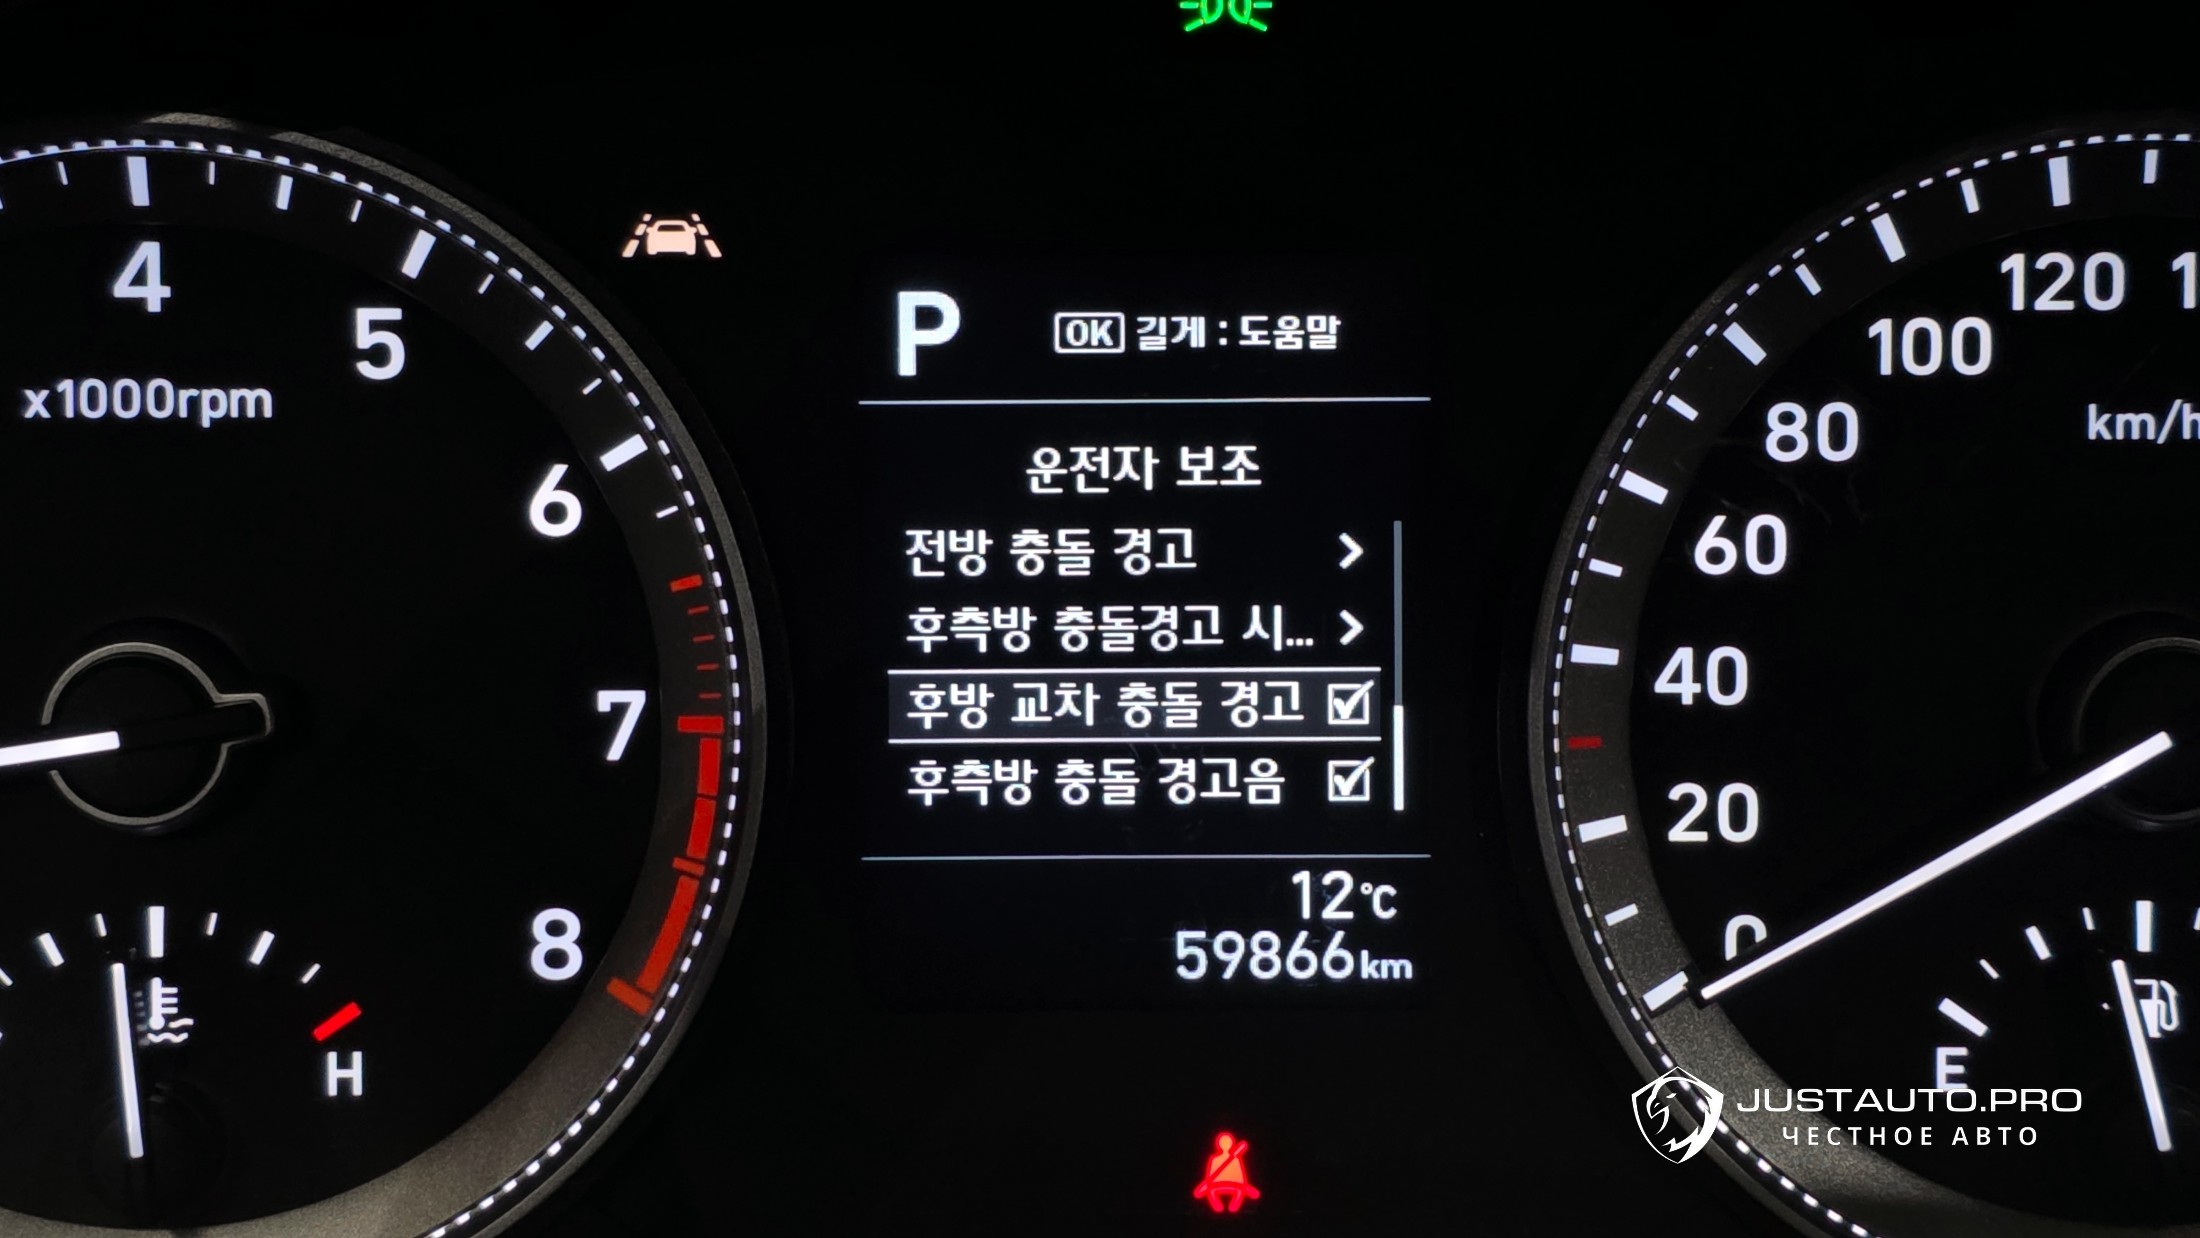 4
5
6
7
8
x1000rpm
H
P
OK 길게 : 도움말
운전자 보조
전방 충돌 경고 >
후측방 충돌경고 시... >
후방 교차 충돌 경고
후측방 충돌 경고음
12°C
59866 km
120
100
80
60
40
20
0
km/h
E
JUSTAUTO.PRO
ЧЕСТНОЕ АВТО